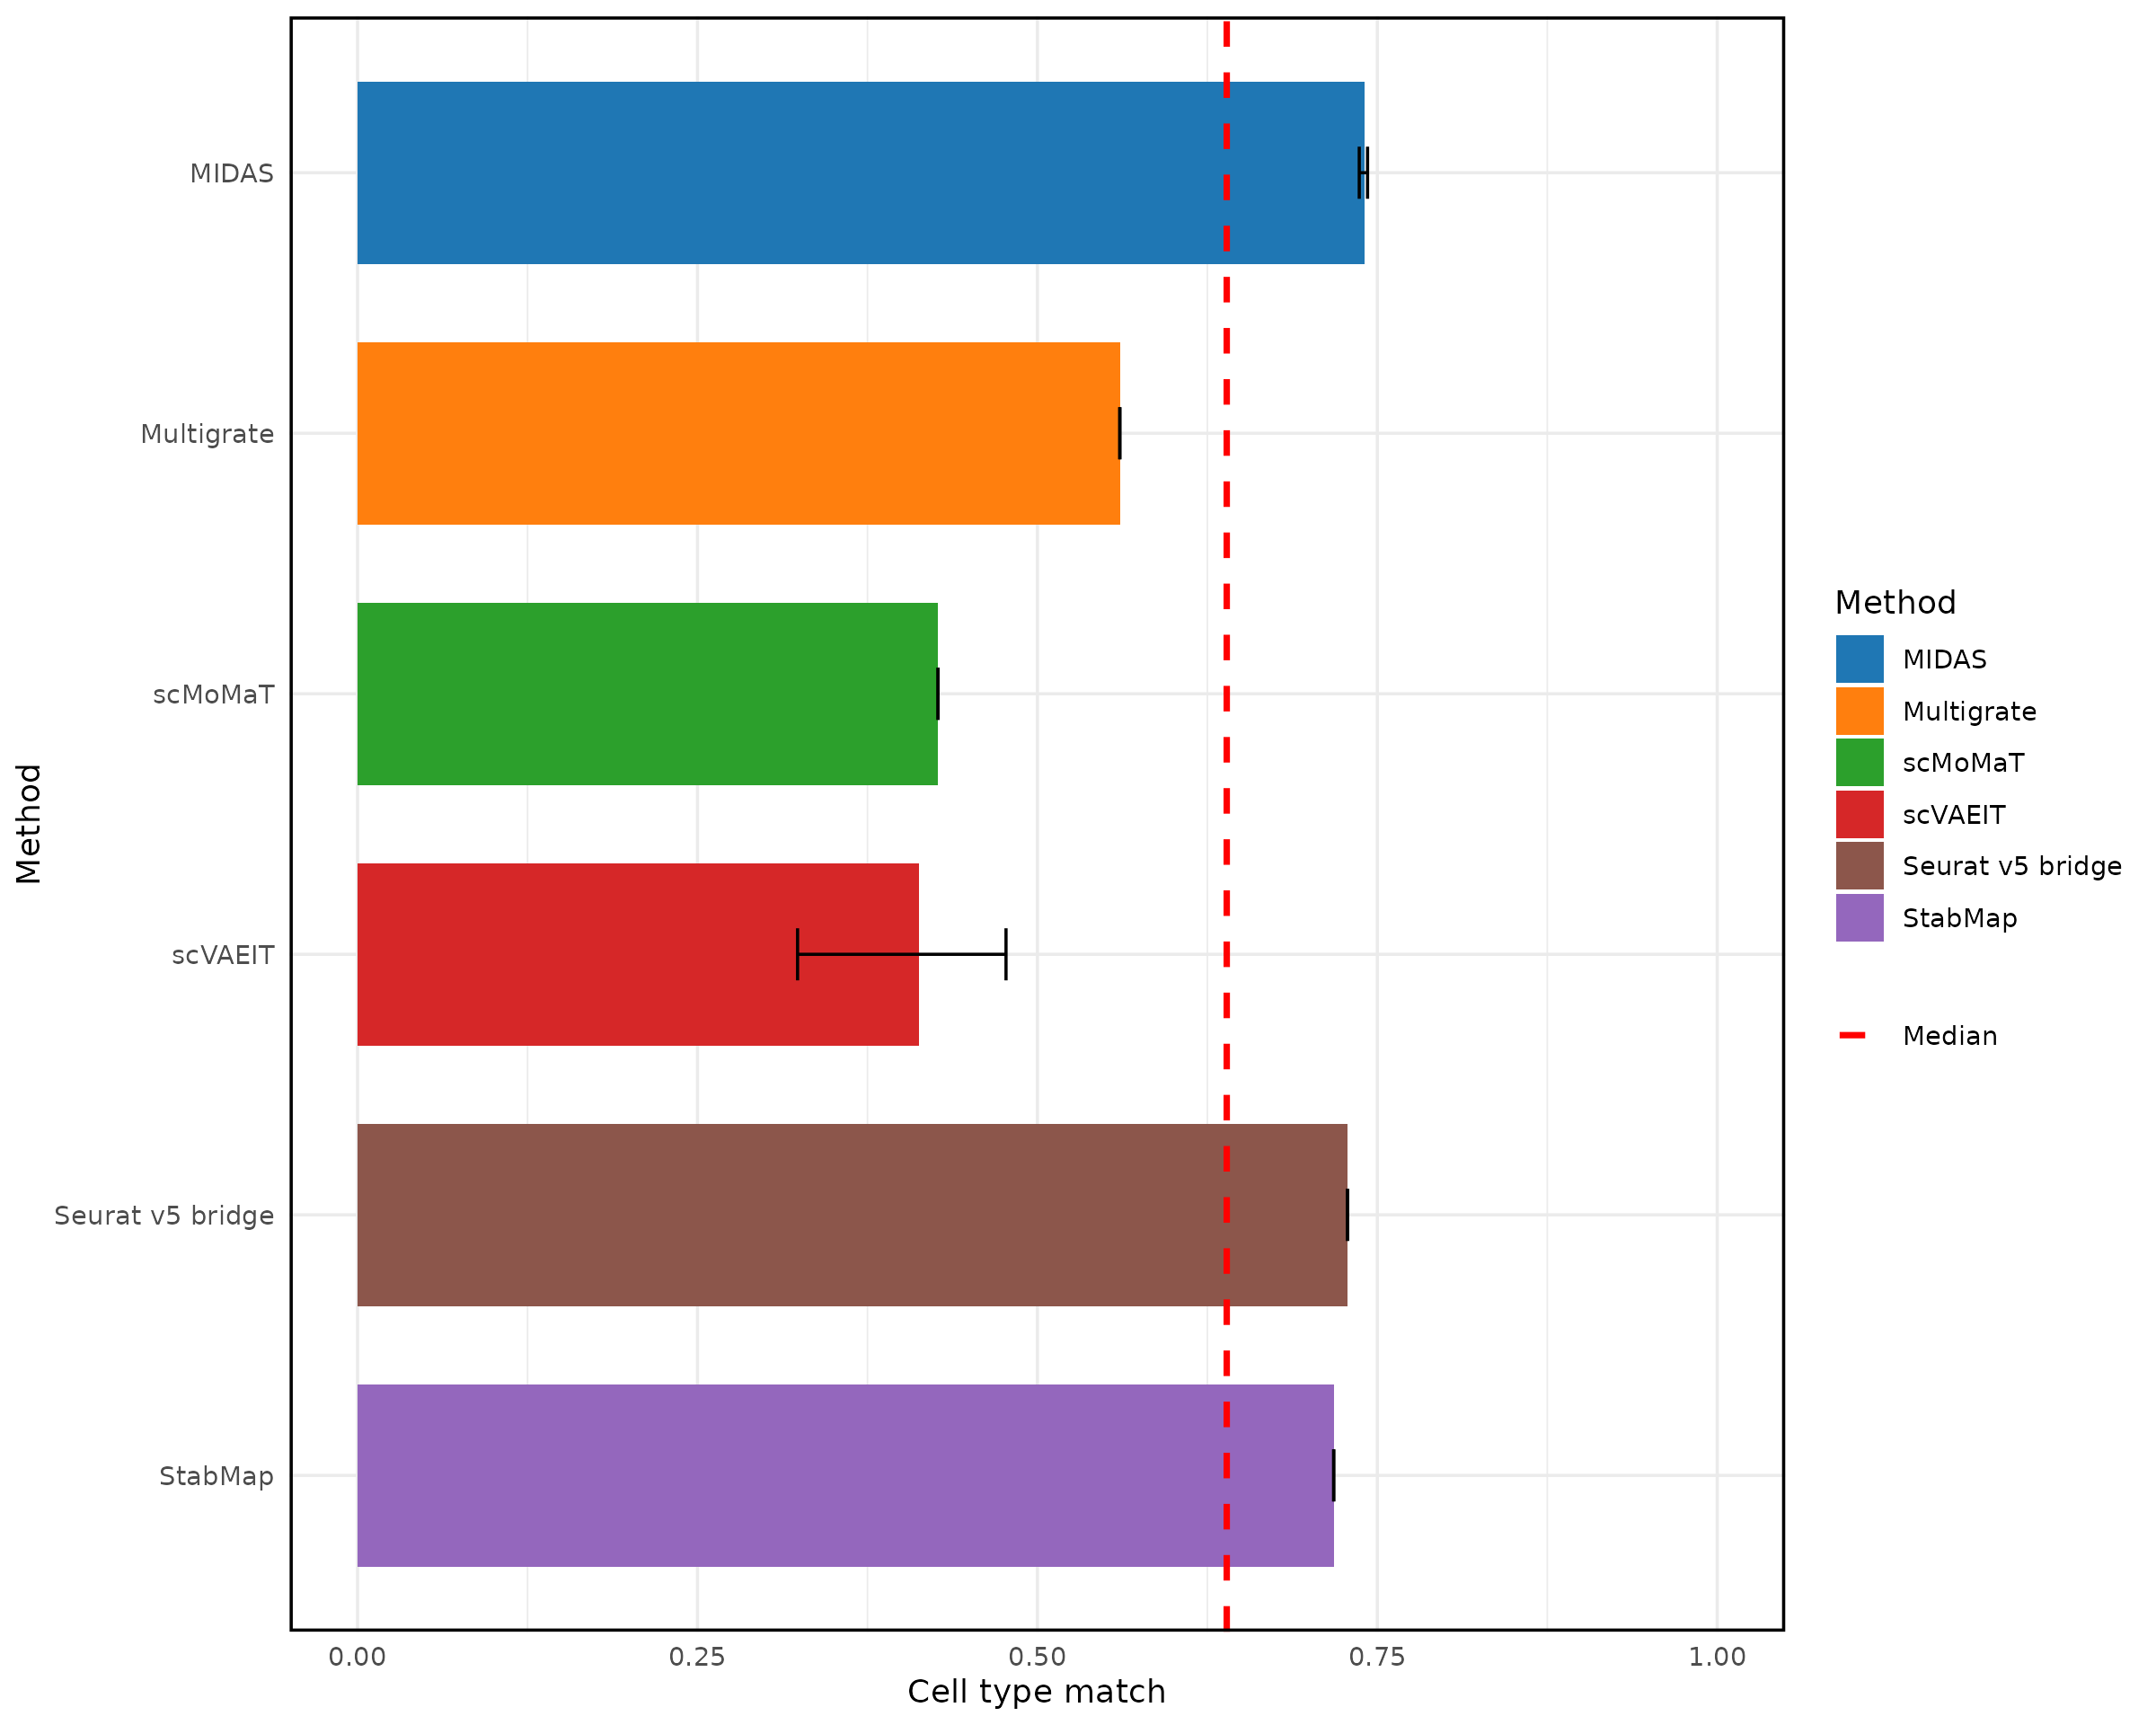 Method
MIDAS
Multigrate
scMoMaT
scVAEIT
Seurat v5 bridge
StabMap
0.00 0.25 0.50 0.75 1.00
Cell type match
Method
MIDAS
Multigrate
scMoMaT
scVAEIT
Seurat v5 bridge
StabMap
Median